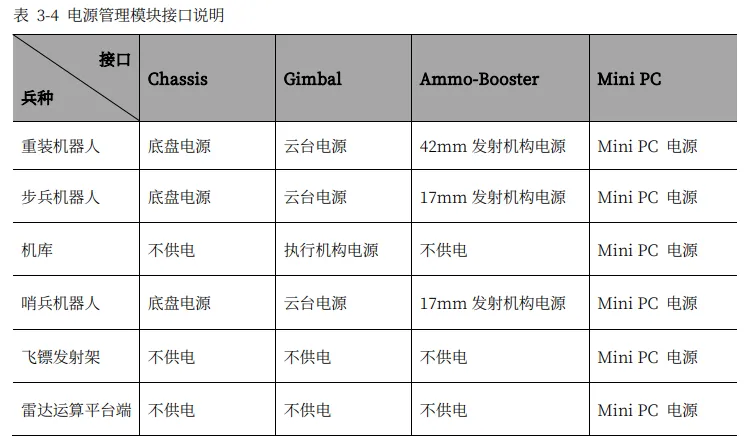 表 3-4 电源管理模块接口说明
接口
兵种 Chassis Gimbal Ammo-Booster Mini PC
重装机器人 底盘电源 云台电源 42mm 发射机构电源 Mini PC 电源
步兵机器人 底盘电源 云台电源 17mm 发射机构电源 Mini PC 电源
机库 不供电 执行机构电源 不供电 Mini PC 电源
哨兵机器人 底盘电源 云台电源 17mm 发射机构电源 Mini PC 电源
飞镖发射架 不供电 不供电 不供电 Mini PC 电源
雷达运算平台端 不供电 不供电 不供电 Mini PC 电源